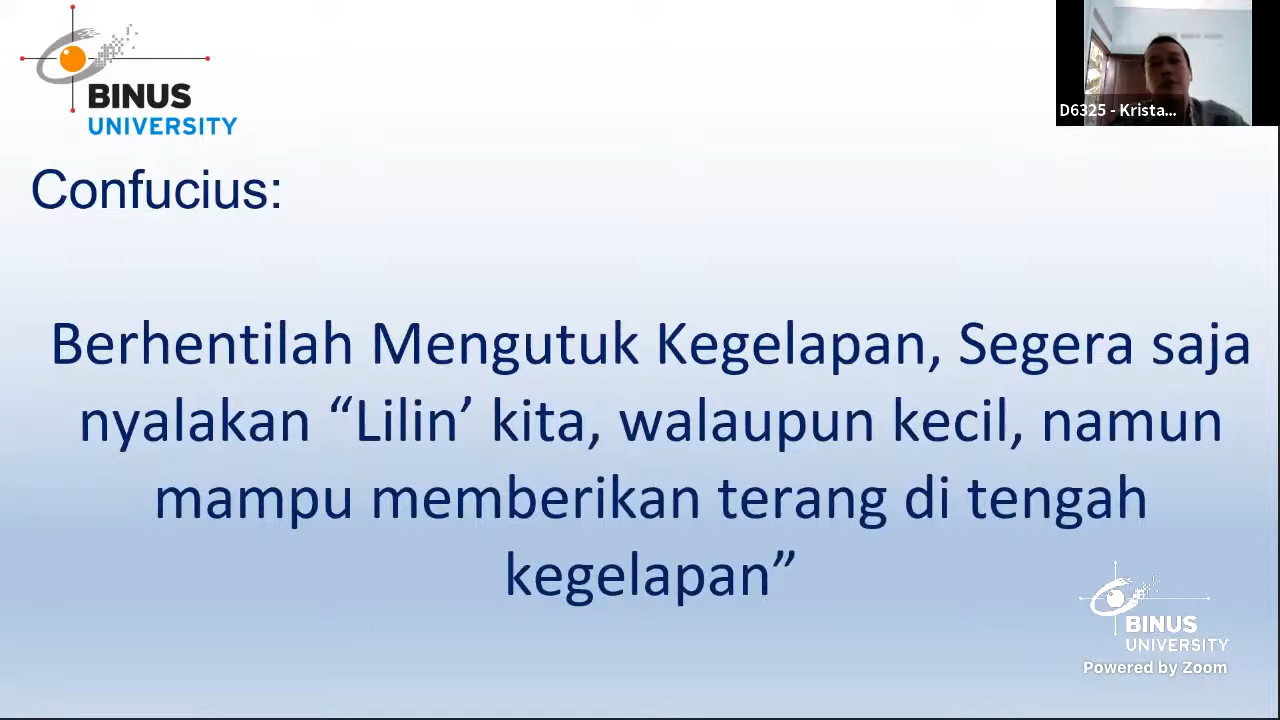 BINUS
UNIVERSITY
D6325 - Krista...
Confucius:
Berhentilah Mengutuk Kegelapan, Segera saja
nyalakan “Lilin’ kita, walaupun kecil, namun
mampu memberikan terang di tengah
kegelapan”
BINUS
UNIVERSITY
Powered by Zoom